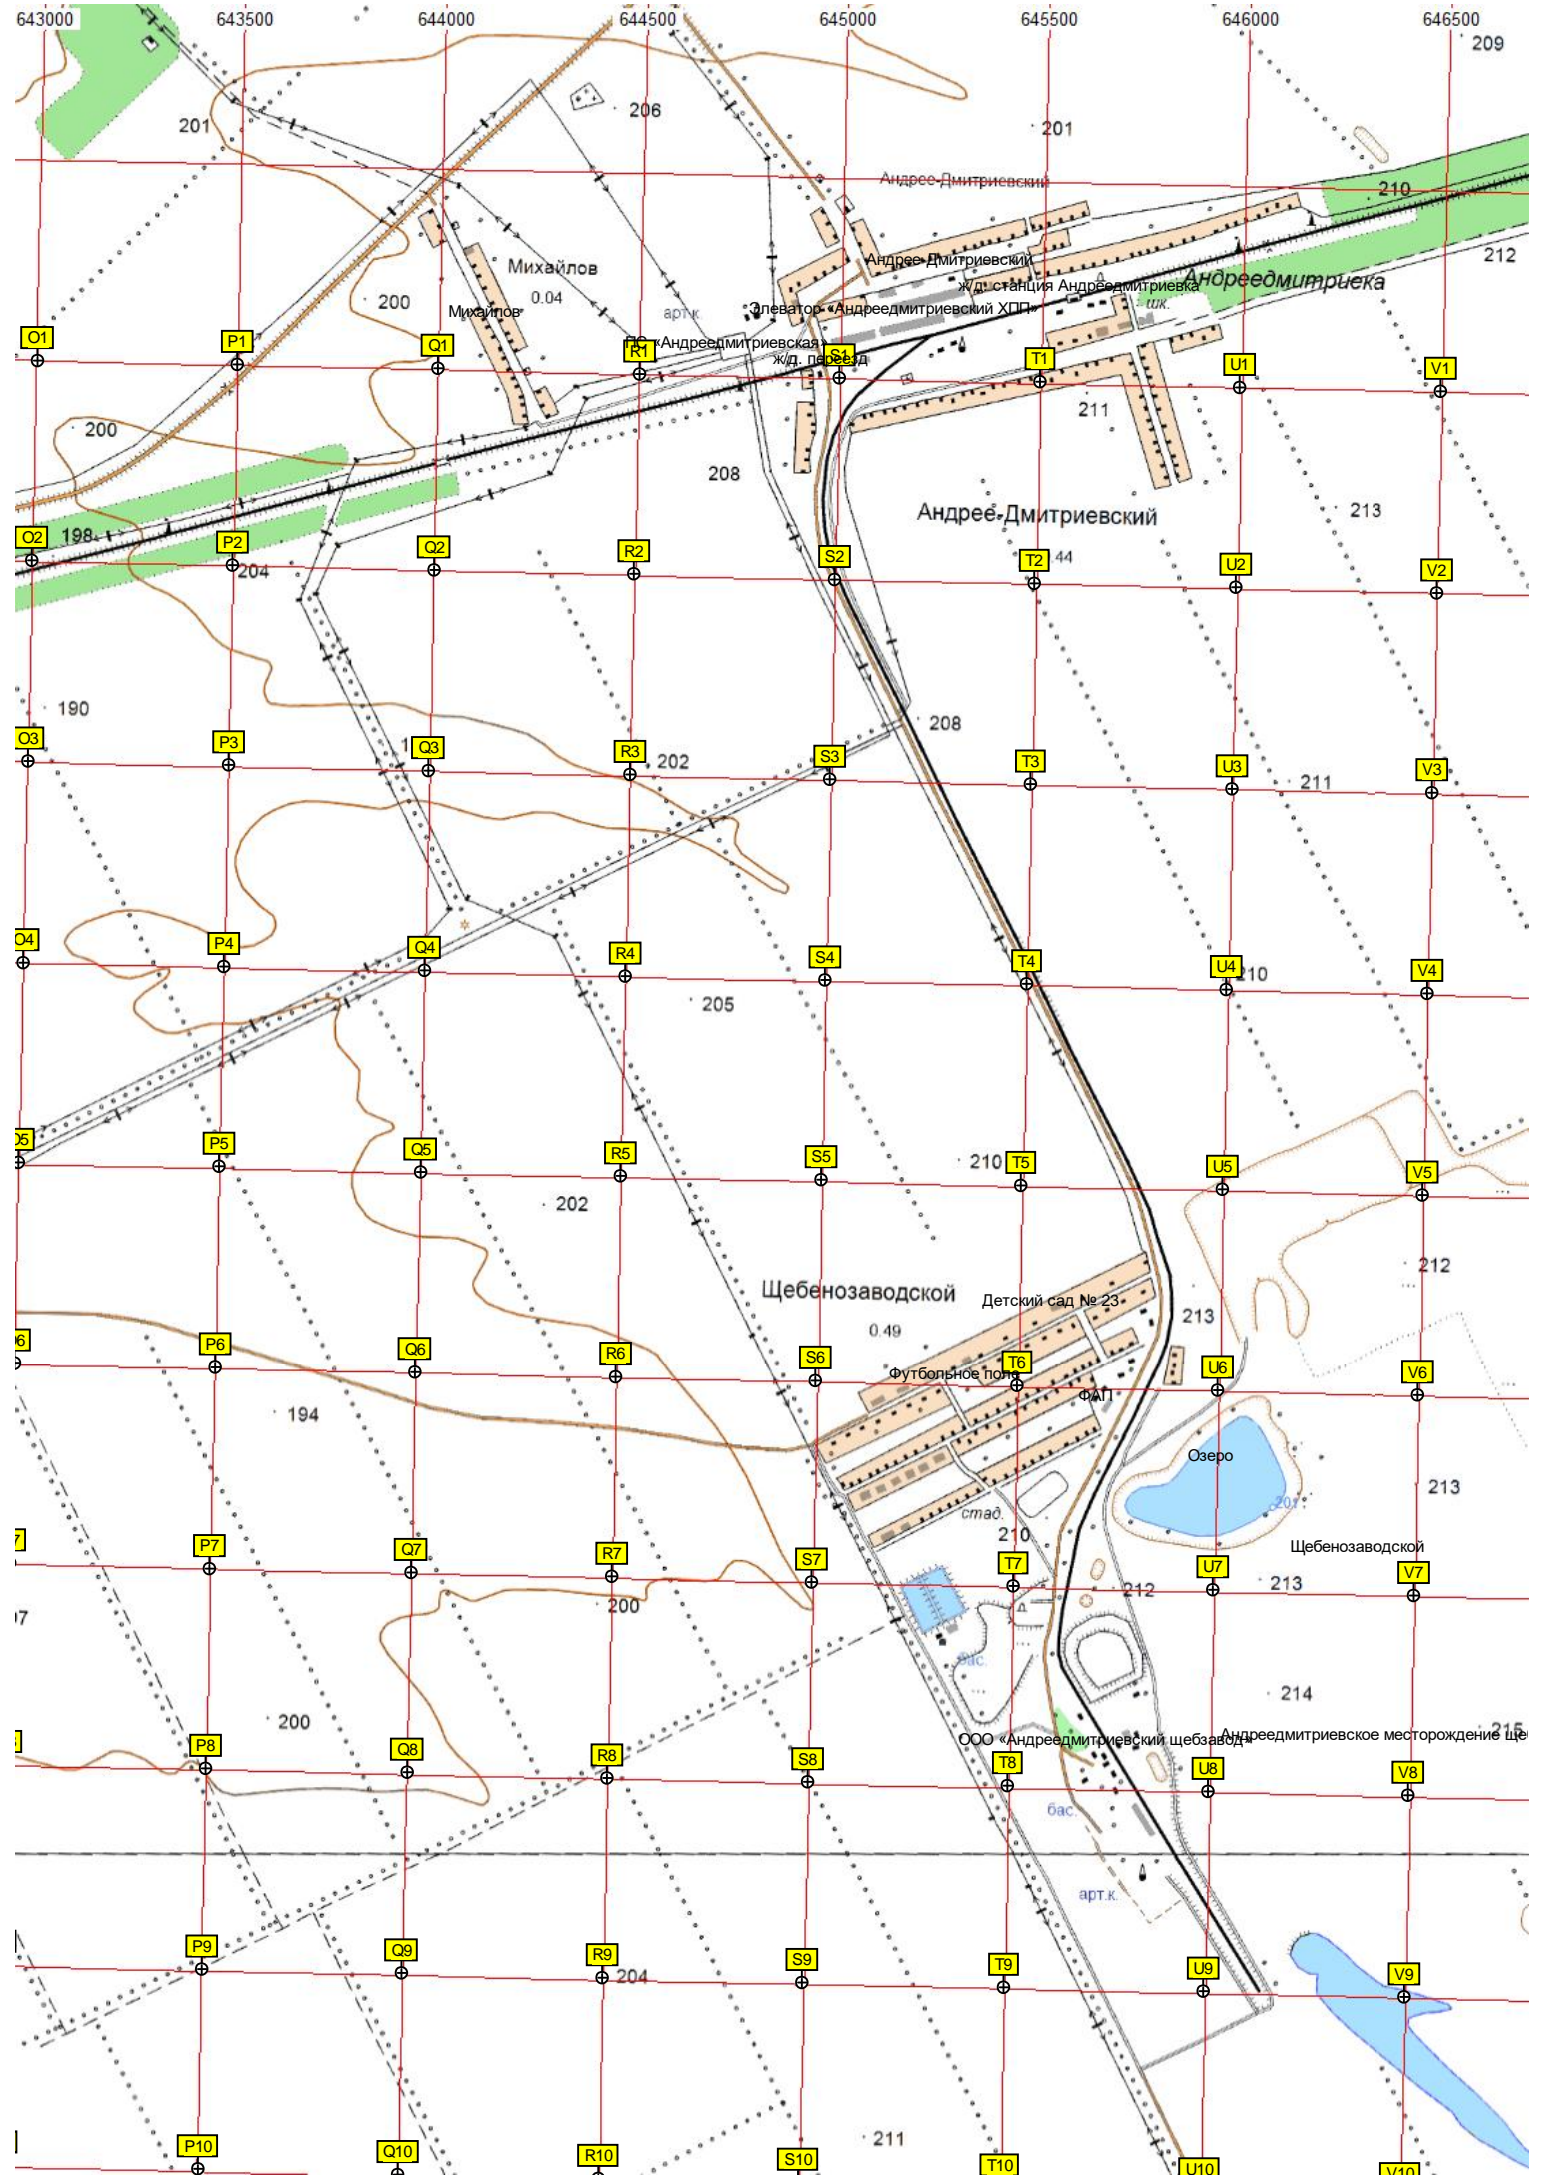 643000 643500 644000 644500 645000 645500 646000 646500
209
201
206
201
Андрее-Дмитриевский
210
212
Михайлов
0.04
Андрее-Дмитриевский
ж/д. станция Андреедмитриевка
Андреедмитриека
200
Михайлов
арт.к.
Элеватор «Андреедмитриевский ХПП»
шк.
ПС «Андреедмитриевская»
ж/д. переезд
O1 P1 Q1 R1 S1 T1 U1 V1
211
200
208
Андрее-Дмитриевский
213
198
O2 P2 Q2 R2 S2 T2 U2 V2
.44
204
190
208
O3 P3 Q3 R3 S3 T3 U3 V3
202
211
O4 P4 Q4 R4 S4 T4 U4 V4
210
205
O5 P5 Q5 R5 S5 T5 U5 V5
210
202
212
Щебенозаводской
Детский сад № 23
0.49
213
P6 Q6 R6 S6 T6 U6 V6
Футбольное поле
ФАП
194
Озеро
213
201
стад.
210
Щебенозаводской
P7 Q7 R7 S7 T7 U7 V7
212
213
200
бас.
214
200
215
ООО «Андреедмитриевский щебзавод»
Андреедмитриевское месторождение ще
P8 Q8 R8 S8 T8 U8 V8
бас.
арт.к.
P9 Q9 R9 S9 T9 U9 V9
204
211
P10 Q10 R10 S10 T10 U10 V10